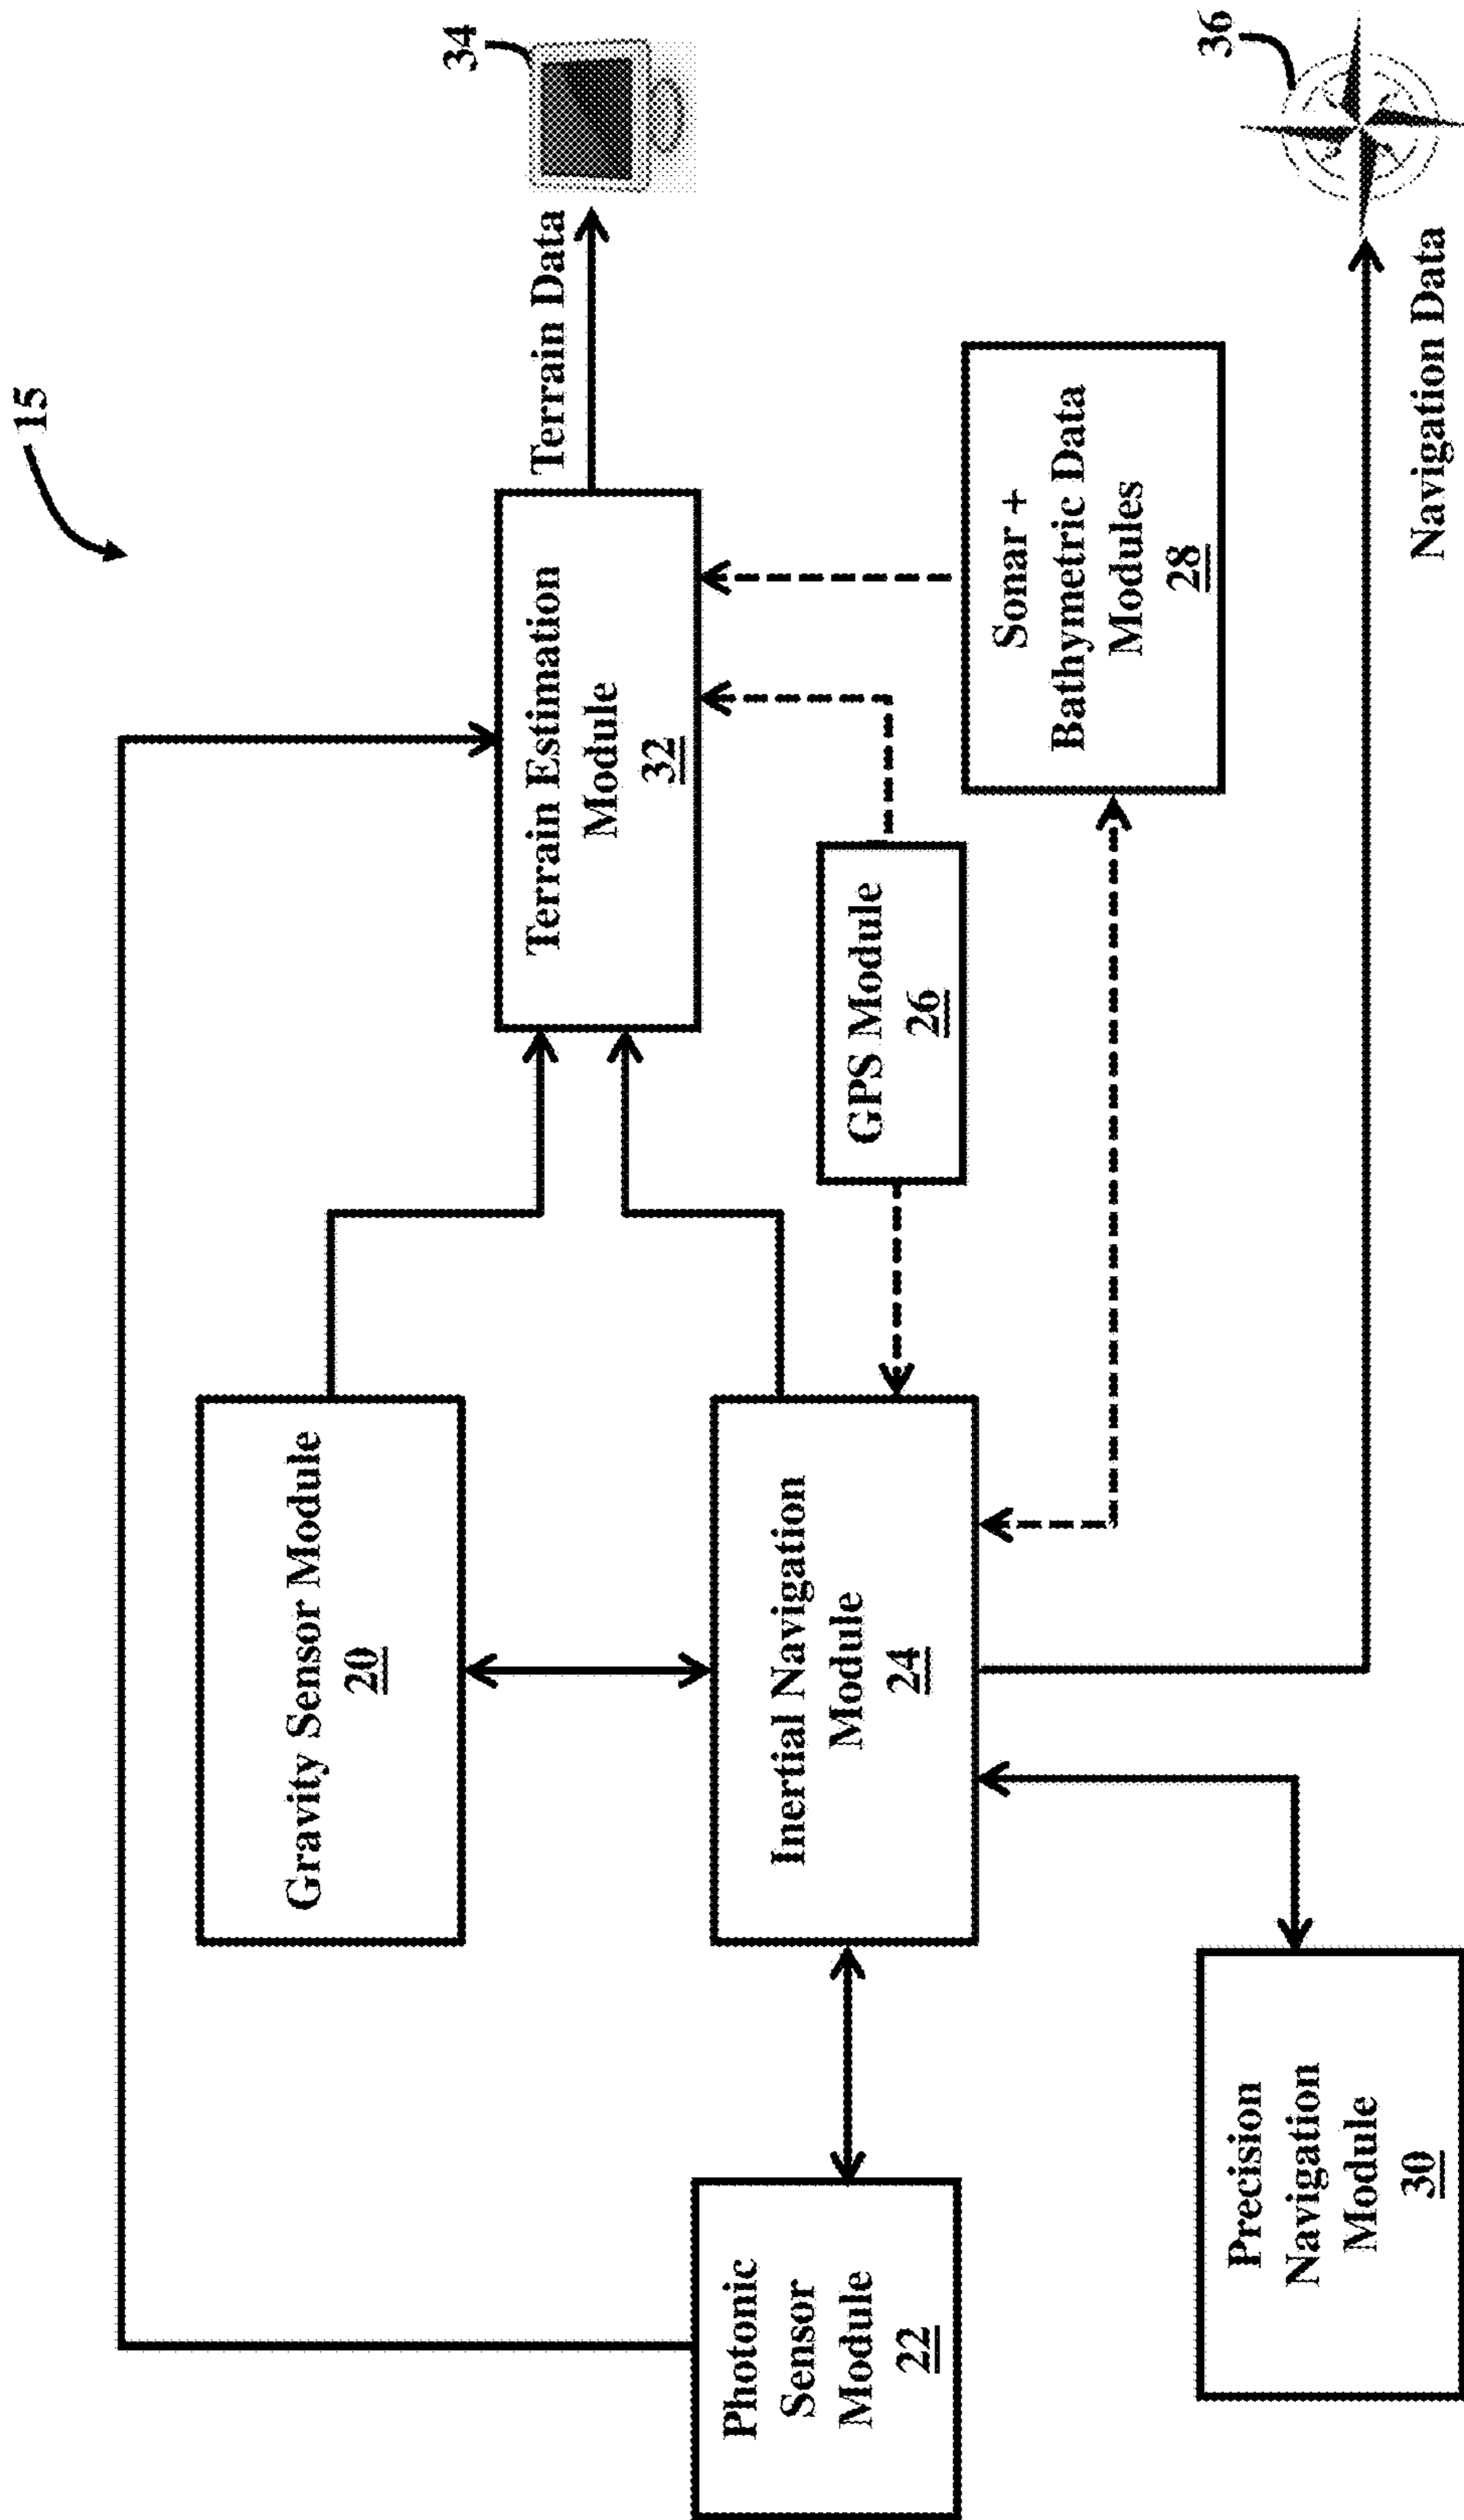 15
Gravity Sensor Module
20
Terrain Estimation
Module
32
Terrain Data
34
Photonic
Sensor
Module
22
Inertial Navigation
Module
24
GPS Module
26
Sonar +
Bathymetric Data
Modules
28
Precision
Navigation
Module
30
Navigation Data
36